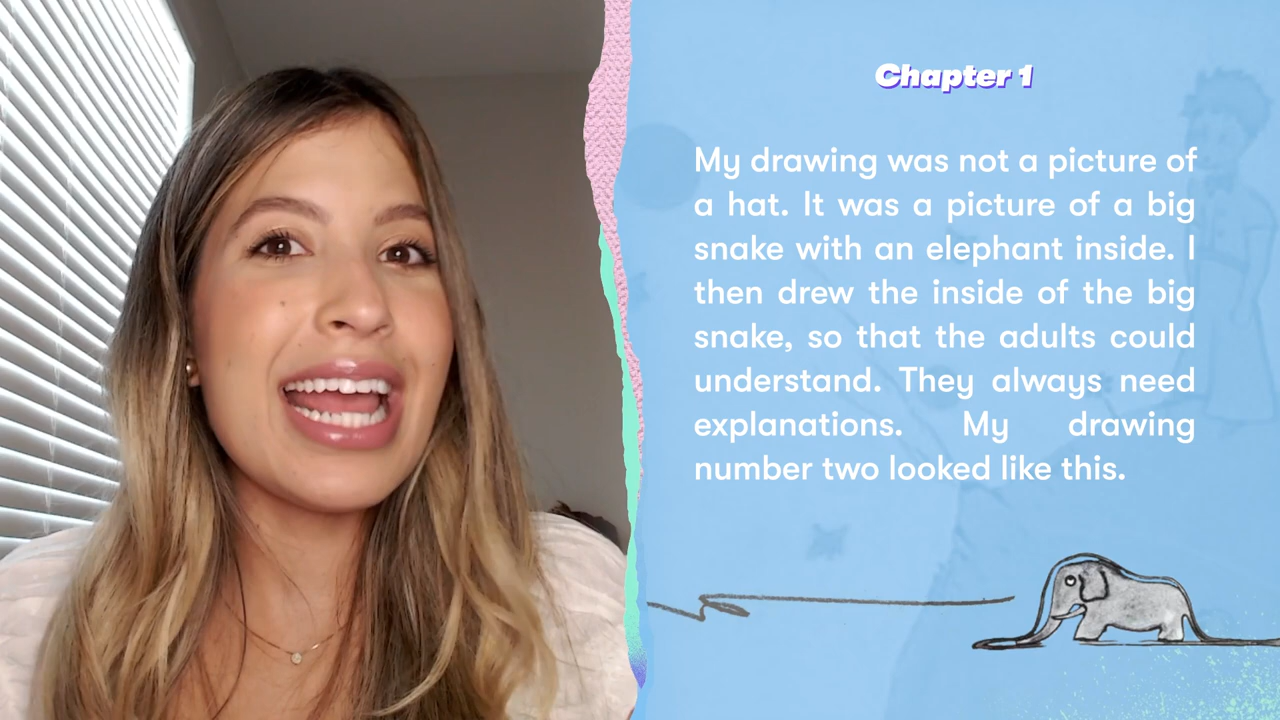 Chapter 1
My drawing was not a picture of
a hat. It was a picture of a big
snake with an elephant inside. I
then drew the inside of the big
snake, so that the adults could
understand. They always need
explanations. My drawing
number two looked like this.